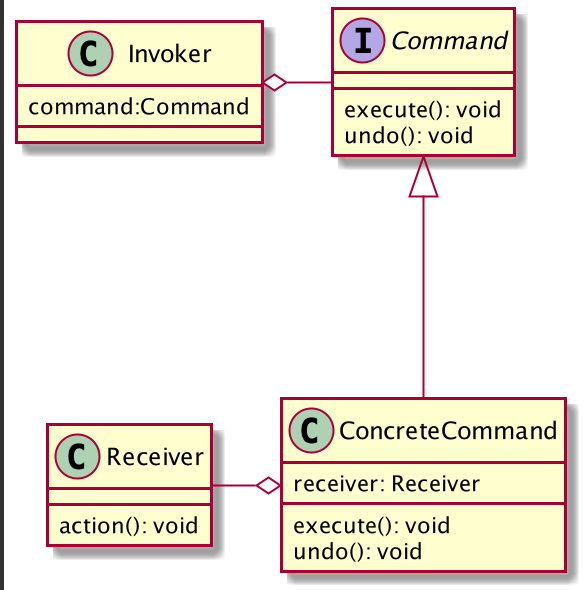 C Invoker
command:Command
I Command
execute(): void
undo(): void
C Receiver
action(): void
C ConcreteCommand
receiver: Receiver
execute(): void
undo(): void